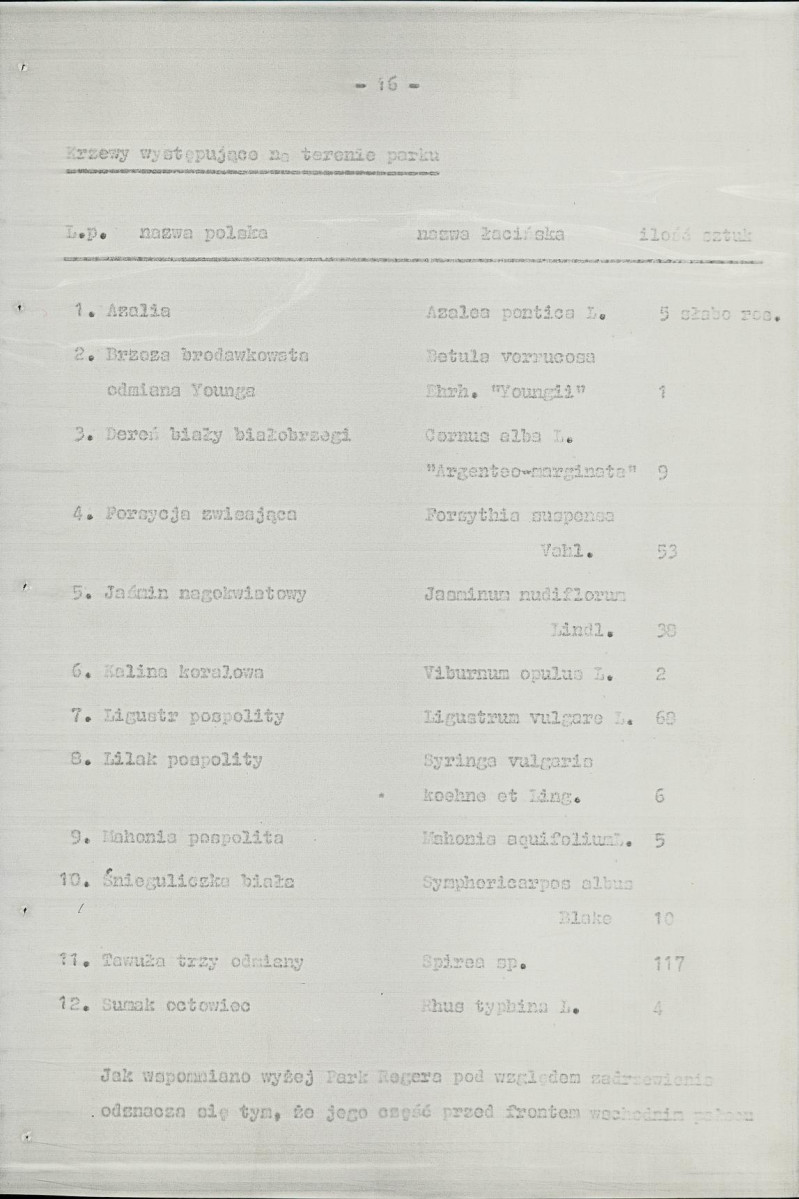 - 16 -
Krzewy występujące na terenie parku
L.p. nazwa polska nazwa łacińska ilość sztuk
1. Azalia Azalea pontica L. 5 słabo ros.
2. Brzoza brodawkowata Betula verrucosa
odmiana Younga Ehrh. "Youngii" 1
3. Dereń biały białobrzegi Cornus alba L.
"Argenteo-marginata" 9
4. Forsycja zwisająca Forsythia suspensa
Vahl. 53
5. Jaśmin nagokwiatowy Jasminum nudiflorum
Lindl. 38
6. Kalina koralowa Viburnum opulus L. 2
7. Ligustr pospolity Ligustrum vulgare L.
8. Lilak pospolity Syringa vulgaris
koehne et Ling. 6
9. Mahonia pospolita Mahonia aquifoliumL. 5
10. Śnieguliczka biała Symphoricarpos albus
Blake 10
11. Tawuła trzy odmiany Spirea sp. 117
12. Sumak octowiec Rhus typhina L. 4
Jak wspomniano wyżej Park Regera pod względem zadrzewienia
odznacza się tym, że jego część przed frontem wschodnim pałacu